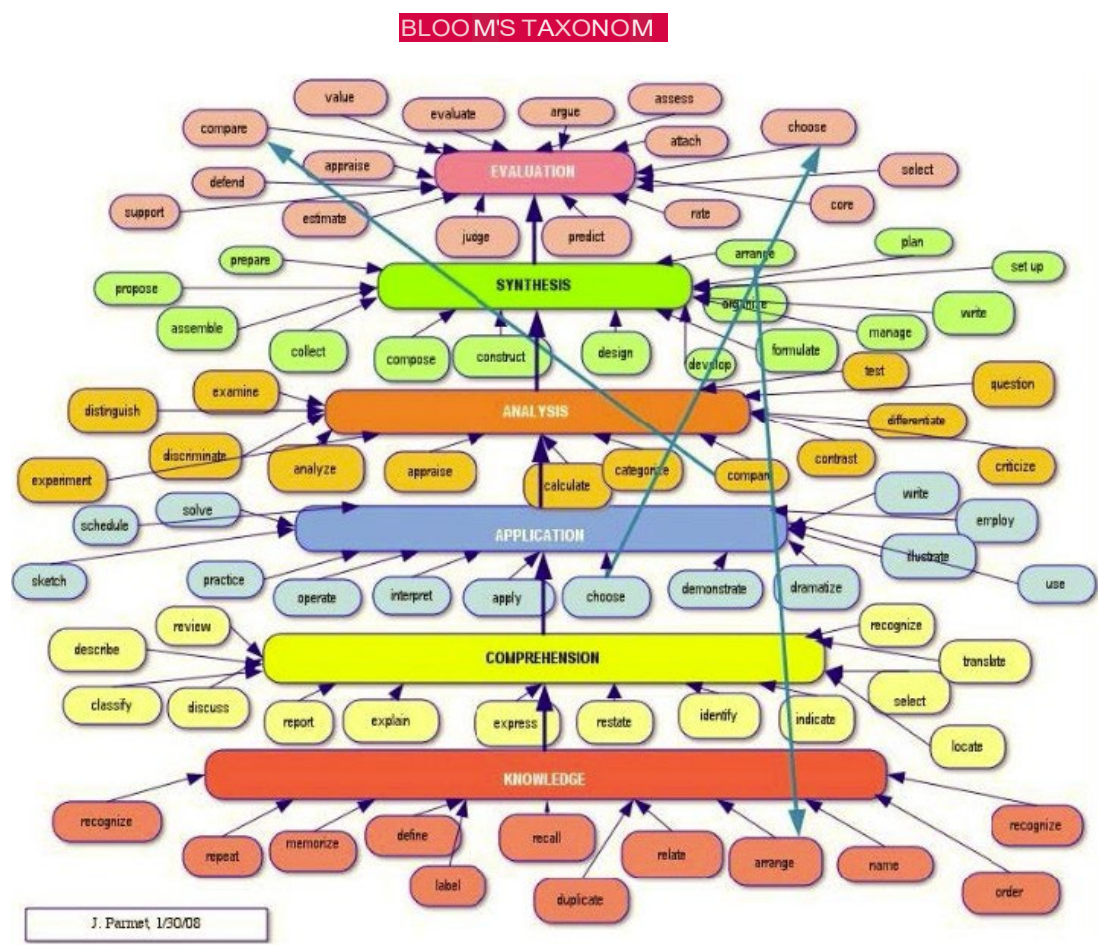 BLOOM'S TAXONOM
value
evaluate
argue
assess
compare
choose
attach
appraise
EVALUATION
select
defend
support
estimate
rate
core
judge
predict
plan
prepare
arrange
set up
SYNTHESIS
propose
organize
write
assemble
manage
collect
compose
construct
design
develop
formulate
test
question
examine
distinguish
ANALYSIS
differentiate
discriminate
experiment
analyze
appraise
calculate
categorize
compare
contrast
criticize
write
solve
schedule
employ
APPLICATION
illustrate
sketch
practice
operate
interpret
apply
choose
demonstrate
dramatize
use
review
recognize
describe
COMPREHENSION
translate
classify
discuss
report
explain
express
restate
identify
indicate
select
locate
KNOWLEDGE
recognize
repeat
memorize
define
label
recall
duplicate
relate
arrange
name
order
recognize
J. Parmet, 1/30/08